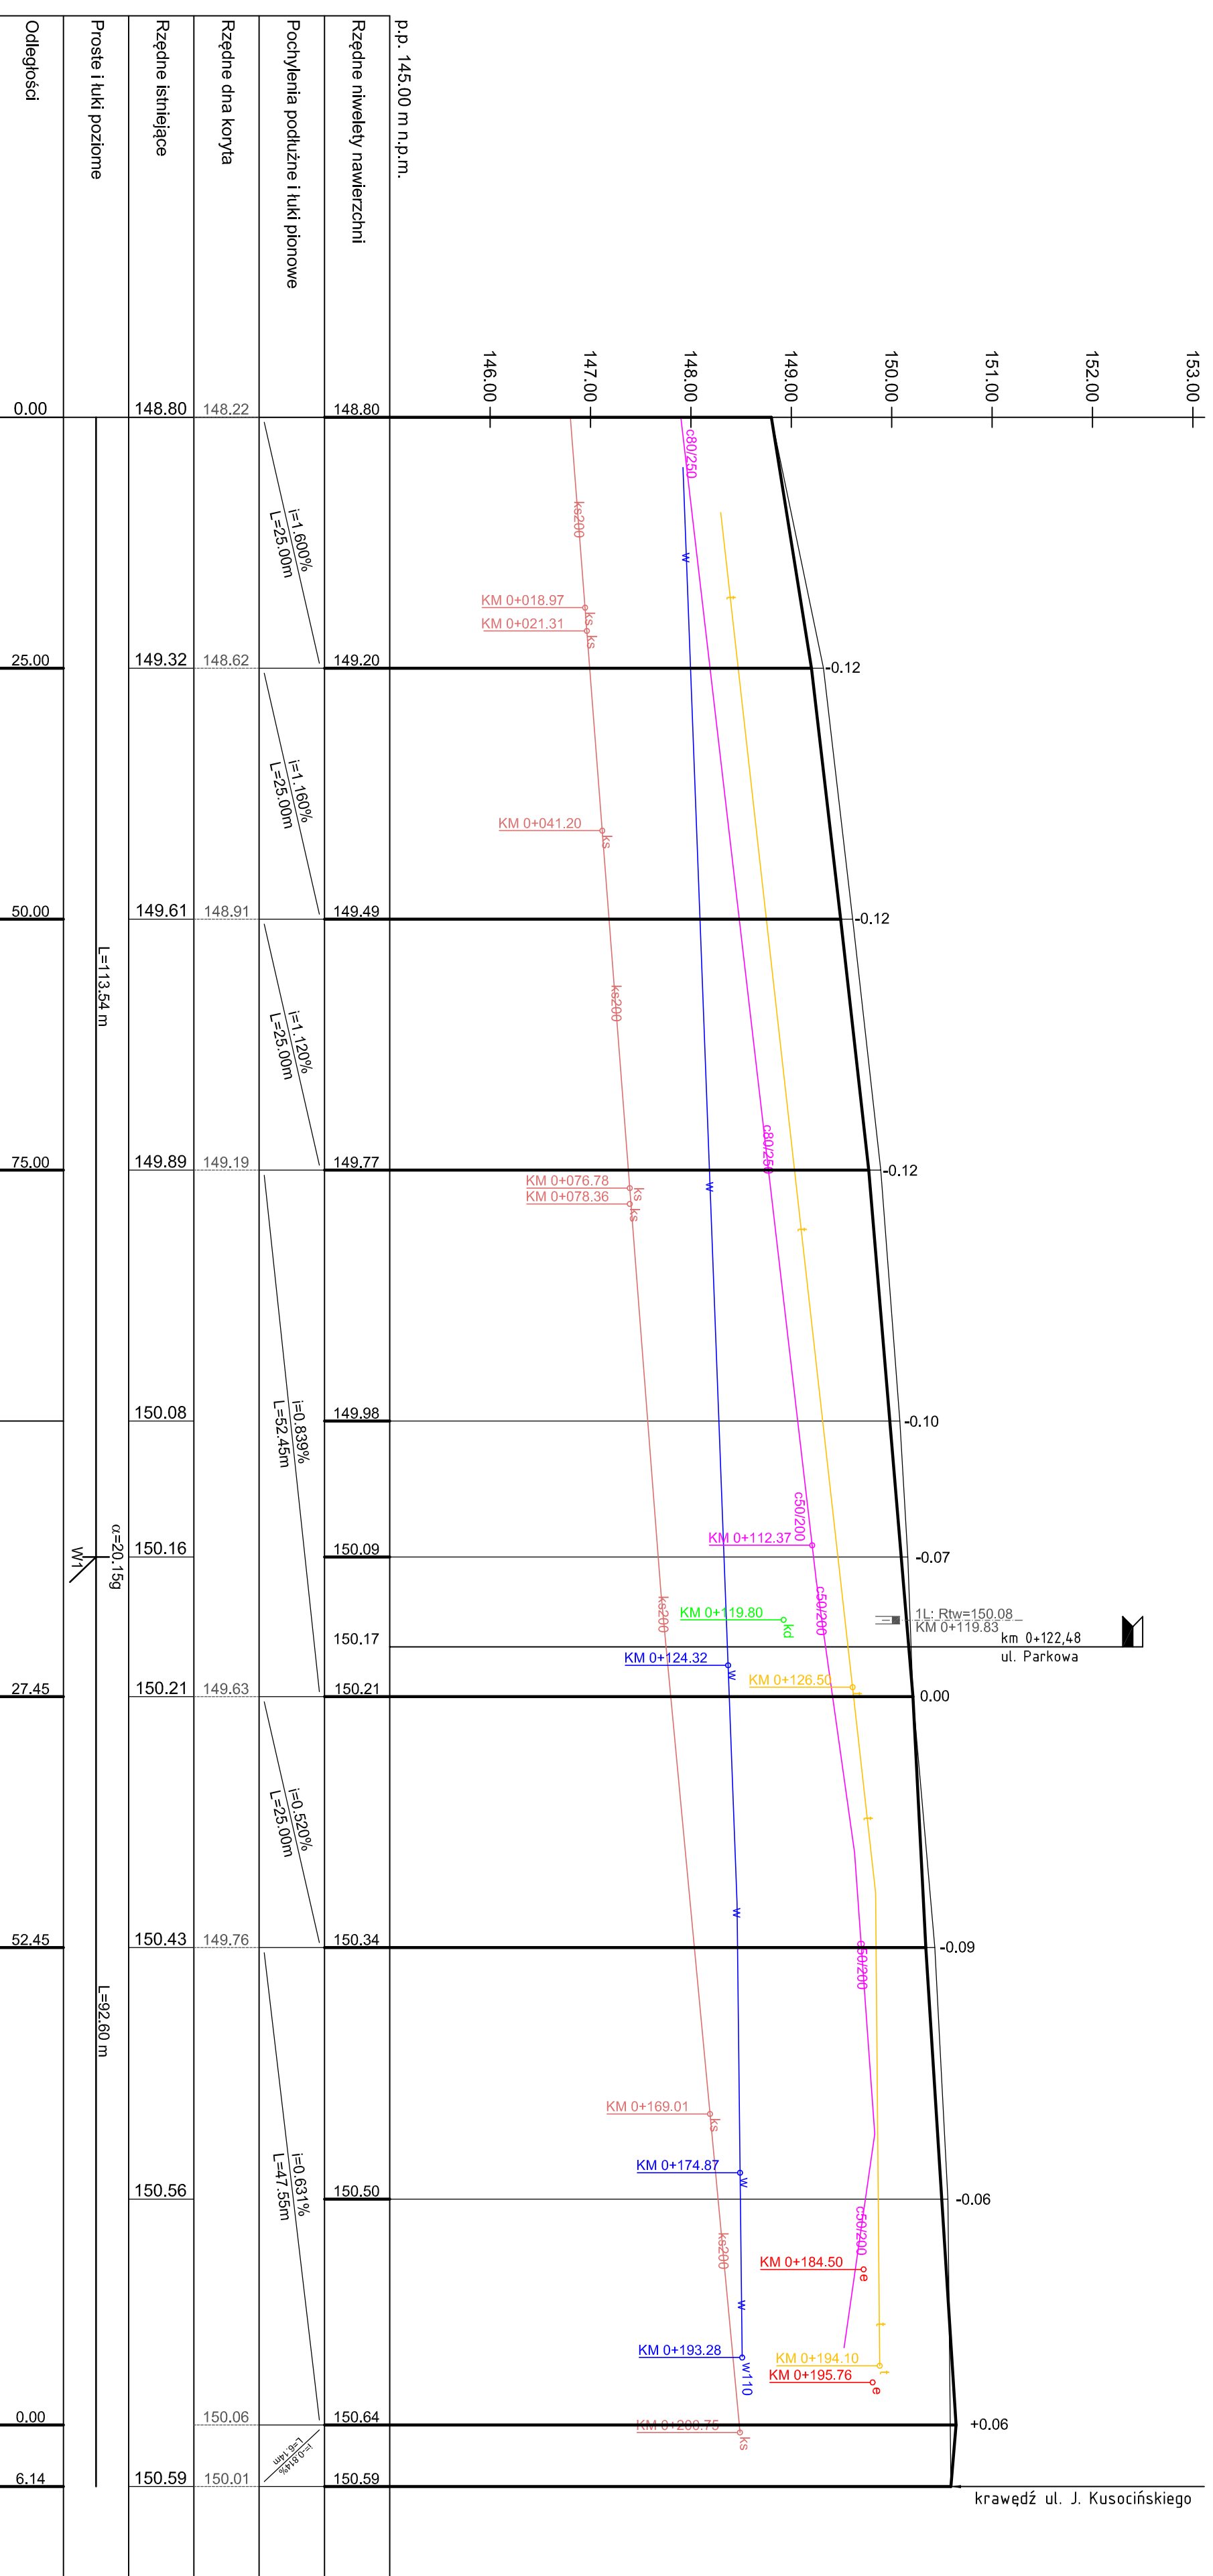 p.p. 145.00 m n.p.m.
153.00
152.00
151.00
150.00
149.00
148.00
147.00
146.00
Rzędne niwelety nawierzchni
148.80
149.20
149.49
149.77
149.98
150.09
150.21
150.34
150.50
150.64
150.59
Pochylenia podłużne i łuki pionowe
i=1.600%
L=25.00m
i=1.160%
L=25.00m
i=1.120%
L=25.00m
i=0.839%
L=52.45m
i=0.520%
L=25.00m
i=0.631%
L=47.55m
i=-0.814%
L=6.14m
Rzędne dna koryta
148.22
148.62
148.91
149.19
149.63
149.76
150.06
150.01
Rzędne istniejące
148.80
149.32
149.61
149.89
150.08
150.16
150.17
150.21
150.43
150.56
150.59
Proste i łuki poziome
L=113.54 m
α=20.15g
W1
L=92.60 m
Odległości
0.00
25.00
50.00
75.00
27.45
52.45
0.00
6.14
-0.12
-0.12
-0.12
-0.10
-0.07
0.00
-0.09
-0.06
+0.06
c80/250
ks200
w
t
KM 0+018.97
ks
KM 0+021.31
ks
KM 0+041.20
ks
ks200
c80/250
KM 0+076.78
ks
KM 0+078.36
ks
w
t
c50/200
KM 0+112.37
c50/200
ks200
KM 0+119.80
kd
1L: Rtw=150.08
KM 0+119.83
km 0+122,48
ul. Parkowa
KM 0+124.32
w
KM 0+126.50
t
t
w
c50/200
KM 0+169.01
ks
KM 0+174.87
w
c50/200
ks200
KM 0+184.50
e
w
t
KM 0+193.28
w110
KM 0+194.10
t
KM 0+195.76
e
KM 0+200.75
ks
krawędź ul. J. Kusocińskiego